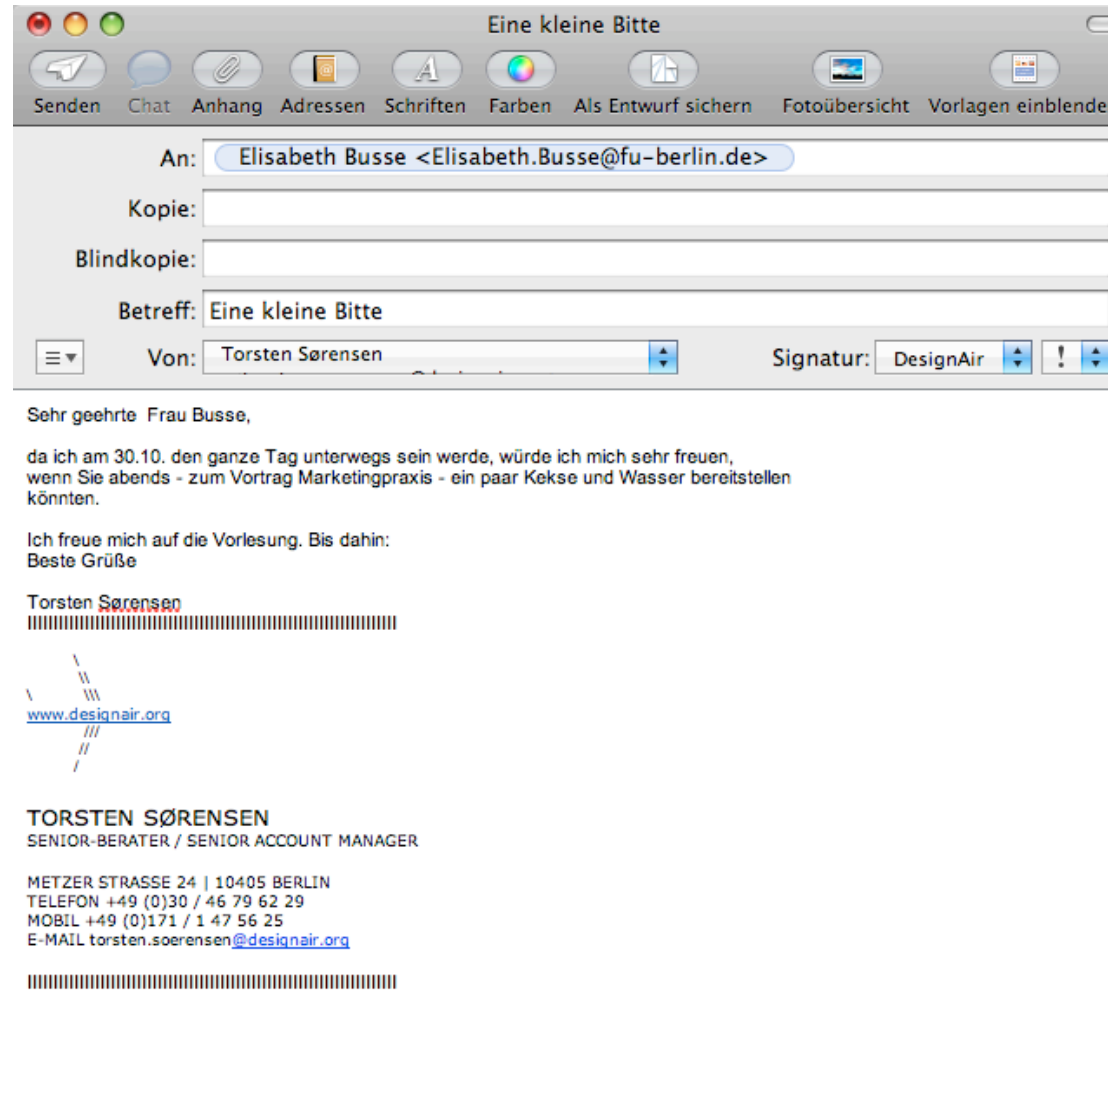 Eine kleine Bitte
Senden Chat Anhang Adressen Schriften Farben Als Entwurf sichern Fotoübersicht Vorlagen einblende
An: Elisabeth Busse <Elisabeth.Busse@fu-berlin.de>
Kopie:
Blindkopie:
Betreff: Eine kleine Bitte
Von: Torsten Sørensen Signatur: DesignAir !
Sehr geehrte Frau Busse,
da ich am 30.10. den ganze Tag unterwegs sein werde, würde ich mich sehr freuen,
wenn Sie abends - zum Vortrag Marketingpraxis - ein paar Kekse und Wasser bereitstellen
könnten.
Ich freue mich auf die Vorlesung. Bis dahin:
Beste Grüße
Torsten Sørensen
www.designair.org
TORSTEN SØRENSEN
SENIOR-BERATER / SENIOR ACCOUNT MANAGER
METZER STRASSE 24 | 10405 BERLIN
TELEFON +49 (0)30 / 46 79 62 29
MOBIL +49 (0)171 / 1 47 56 25
E-MAIL torsten.soerensen@designair.org